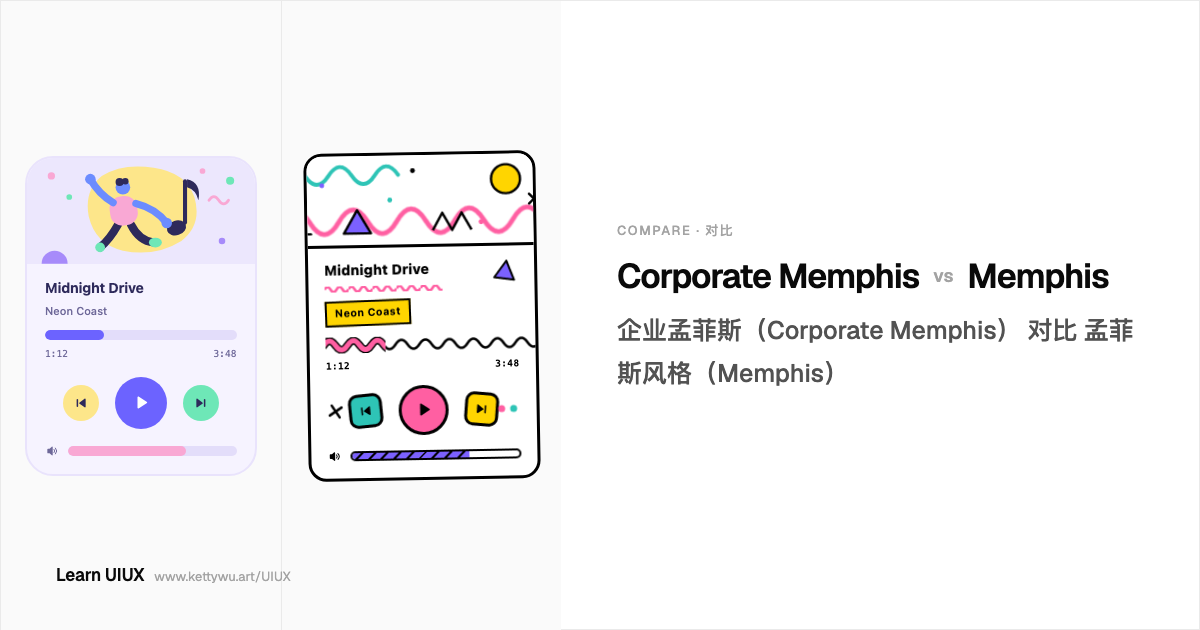 Midnight Drive
Neon Coast
1:12 3:48
Midnight Drive
Neon Coast
1:12 3:48
COMPARE · 对比
Corporate Memphis vs Memphis
企业孟菲斯（Corporate Memphis） 对比 孟菲
斯风格（Memphis）
Learn UIUX www.kettywu.art/UIUX